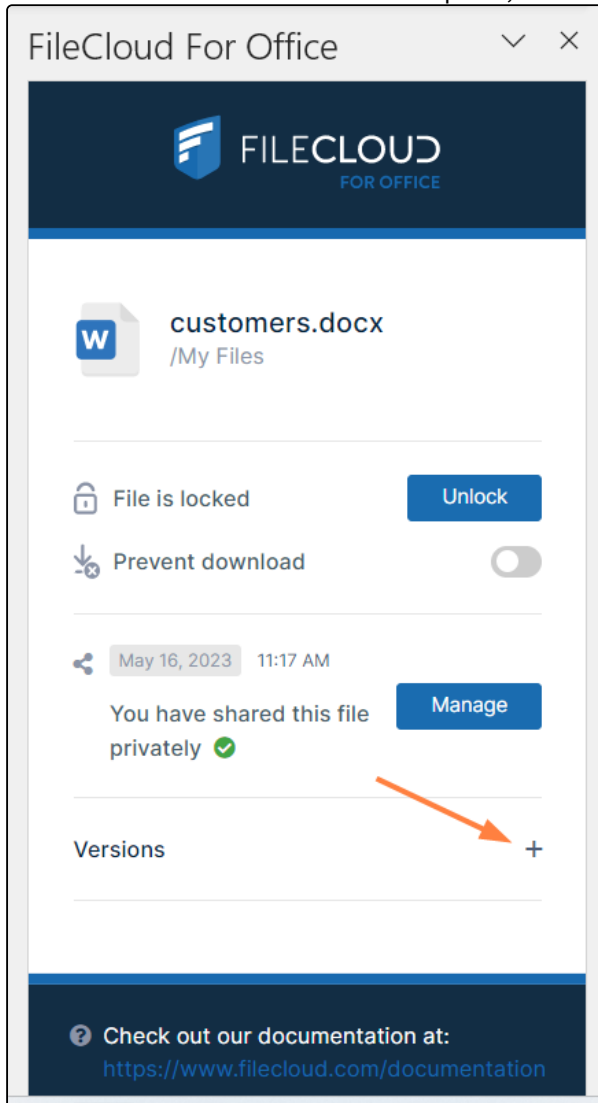 FileCloud For Office
FILECLOUD
FOR OFFICE
W
customers.docx
/My Files
File is locked
Unlock
Prevent download
May 16, 2023 11:17 AM
You have shared this file
privately
Manage
Versions
+
? Check out our documentation at:
https://www.filecloud.com/documentation